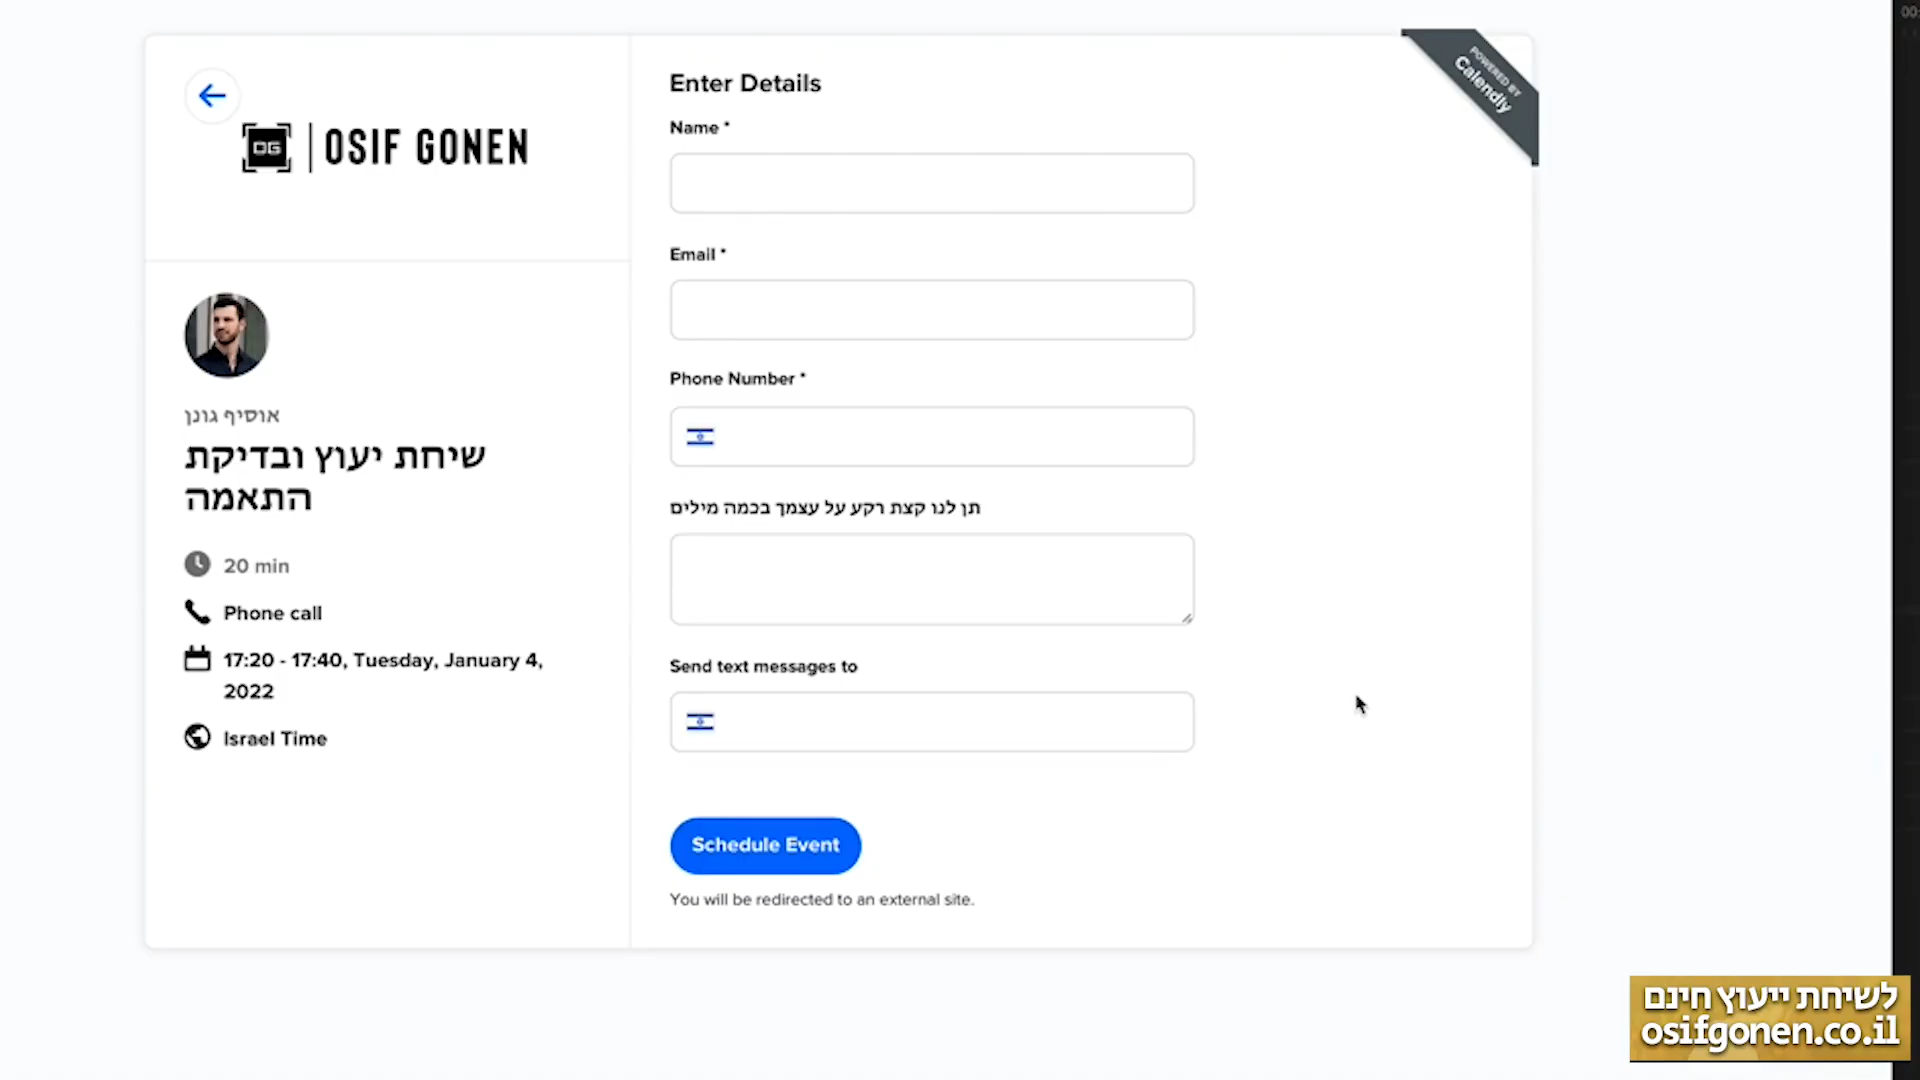 DG
OSIF GONEN
אוסיף גונן
שיחת יעוץ ובדיקת
התאמה
20 min
Phone call
17:20 - 17:40, Tuesday, January 4,
2022
Israel Time
Enter Details
Name *
Email *
Phone Number *
תן לנו קצת רקע על עצמך בכמה מילים
Send text messages to
Schedule Event
You will be redirected to an external site.
POWERED BY
Calendly
00:
לשיחת ייעוץ חינם
osifgonen.co.il